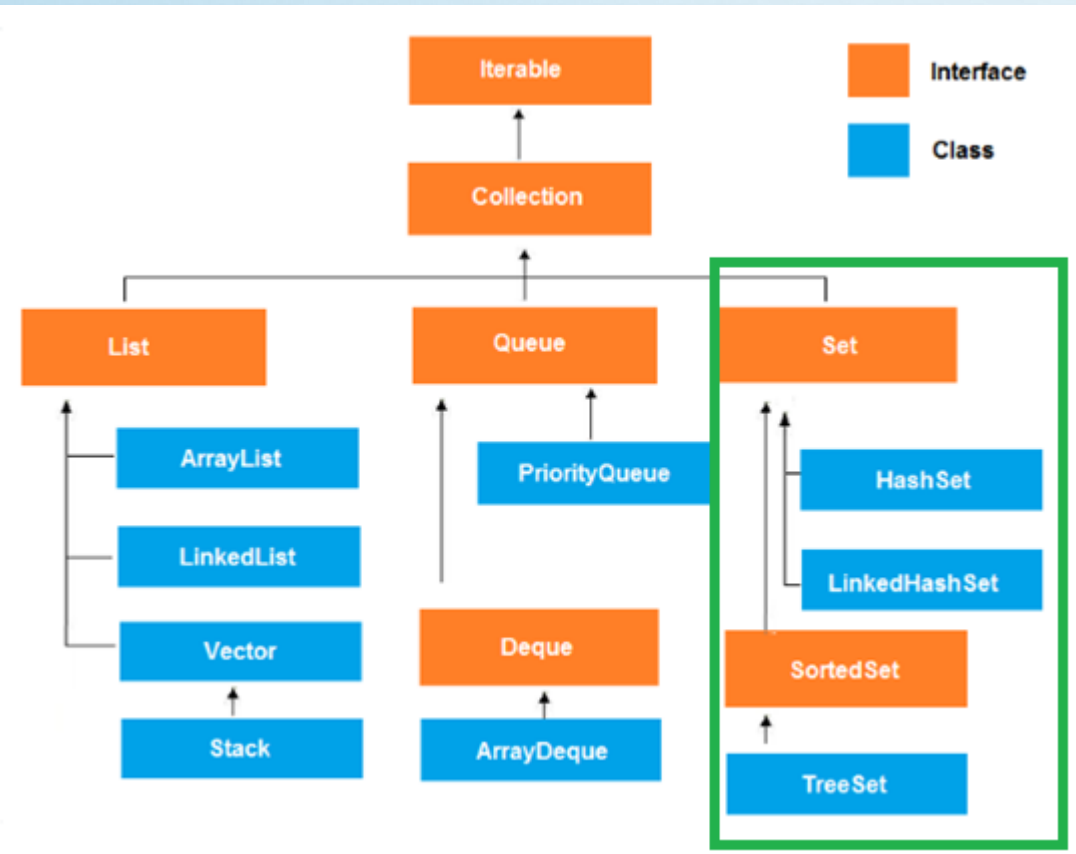 Iterable
Interface
Class
Collection
List
Queue
Set
ArrayList
PriorityQueue
HashSet
LinkedList
LinkedHashSet
Vector
Deque
SortedSet
Stack
ArrayDeque
TreeSet